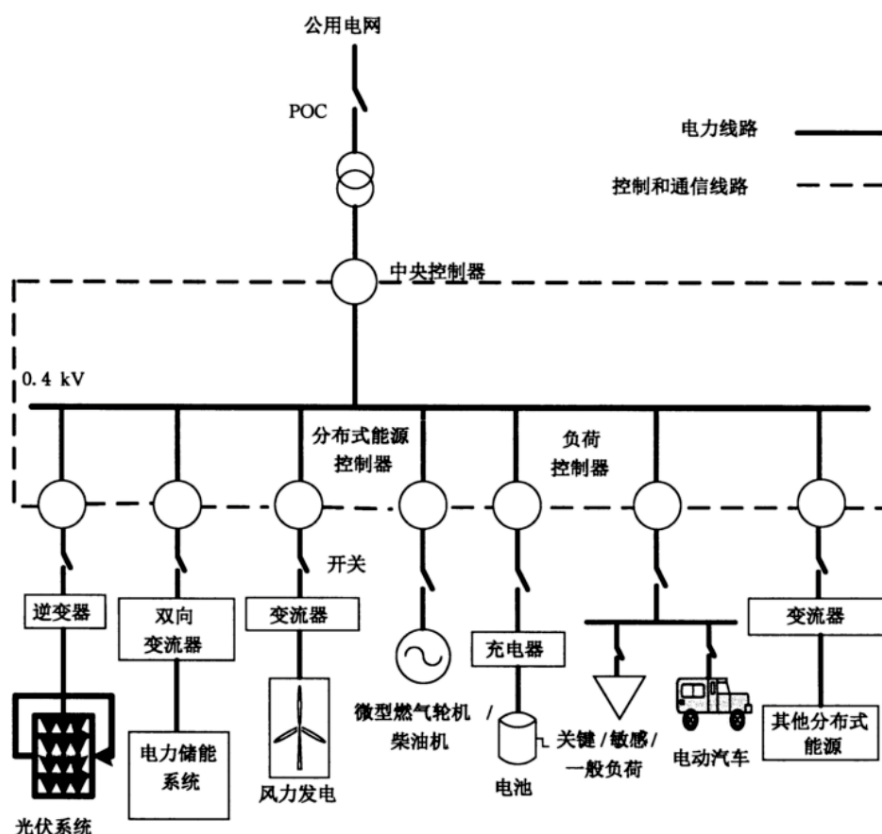 公用电网
POC
电力线路
控制和通信线路
中央控制器
0.4 kV
分布式能源
控制器
负荷
控制器
开关
逆变器
双向
变流器
变流器
充电器
变流器
微型燃气轮机 /
柴油机
关键/敏感/
一般负荷
电动汽车
其他分布式
能源
电力储能
系统
风力发电
电池
光伏系统